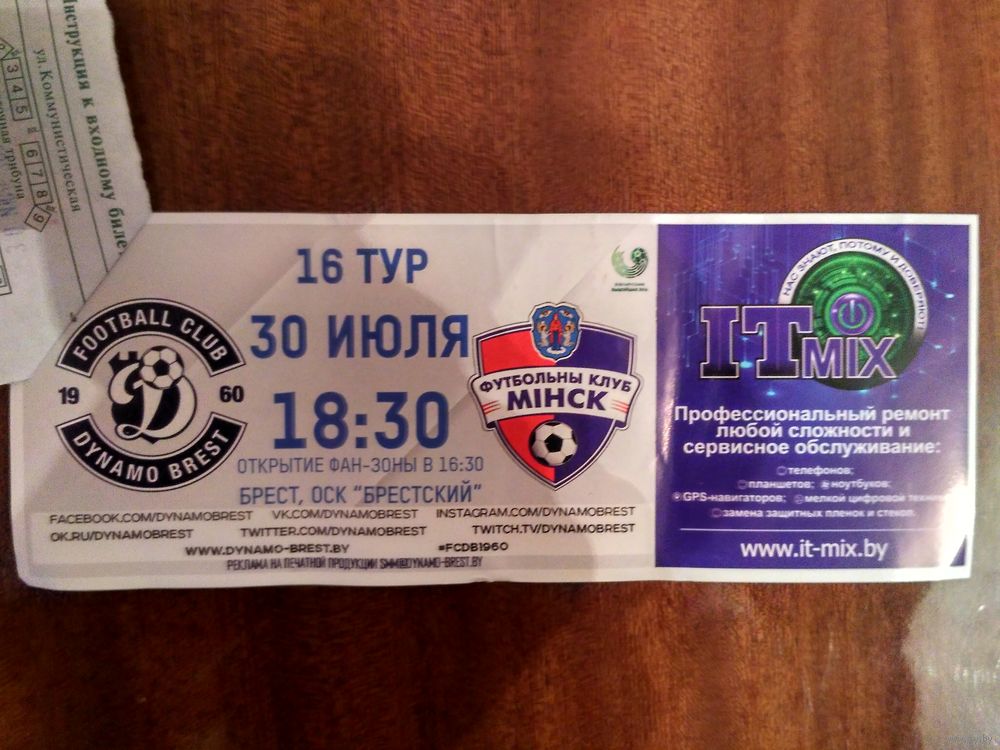 Инструкция к входному
ул. Коммунистическая
3 4 5
6 7 8 9
трибуна
16 ТУР
30 ИЮЛЯ
18:30
ОТКРЫТИЕ ФАН-ЗОНЫ В 16:30
БРЕСТ, ОСК "БРЕСТСКИЙ"
FOOTBALL CLUB
19 60
DYNAMO BREST
ФУТБОЛЬНЫ КЛУБ
МІНСК
FACEBOOK.COM/DYNAMOBREST VK.COM/DYNAMOBREST INSTAGRAM.COM/DYNAMOBREST
OK.RU/DYNAMOBREST TWITTER.COM/DYNAMOBREST TWITCH.TV/DYNAMOBREST
WWW.DYNAMO-BREST.BY #FCDB1960
РЕКЛАМА НА ПЕЧАТНОЙ ПРОДУКЦИИ SMM@DYNAMO-BREST.BY
НАС ЗНАЮТ, ПОТОМУ И ДОВЕРЯЮТ!
IT MIX
Профессиональный ремонт
любой сложности и
сервисное обслуживание:
телефонов;
планшетов; ноутбуков;
GPS-навигаторов; мелкой цифровой техники
замена защитных пленок и стекол.
www.it-mix.by